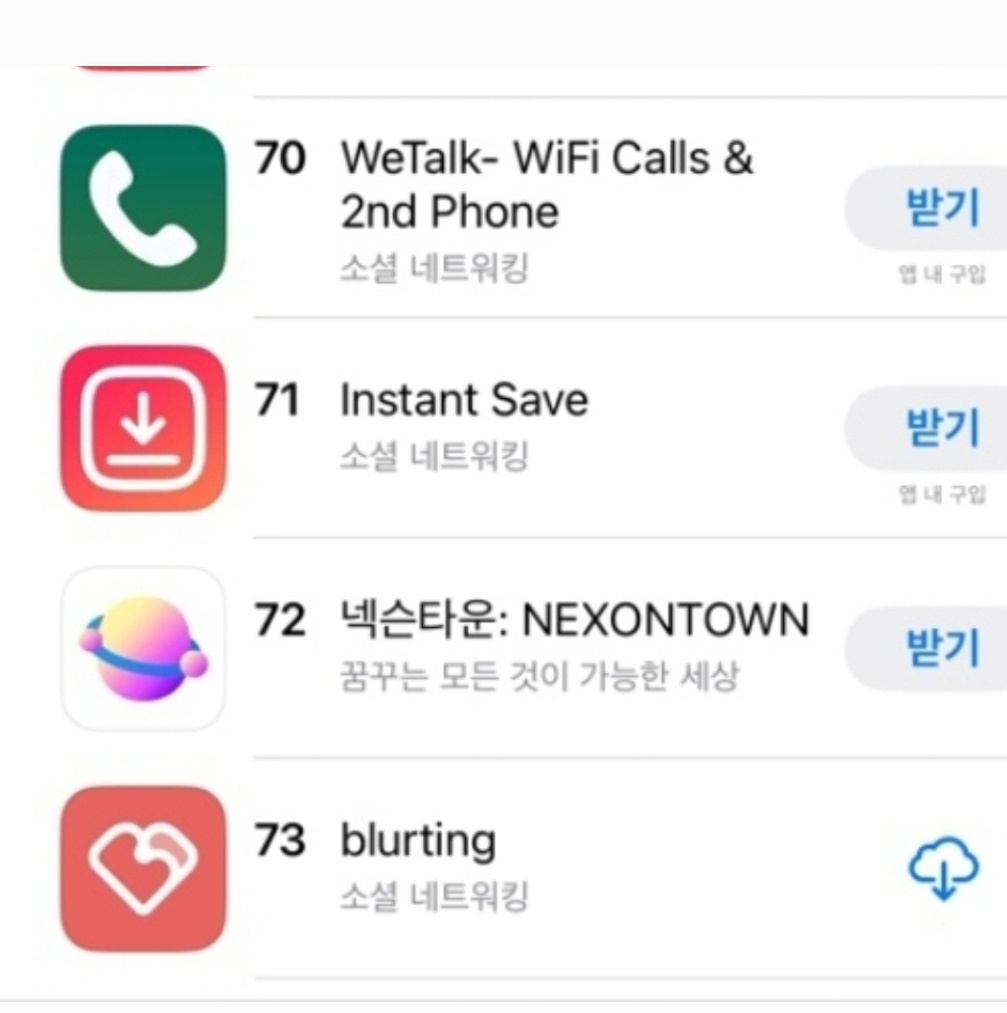 70 WeTalk- WiFi Calls &
2nd Phone
받기
소셜 네트워킹
앱 내 구입
71 Instant Save
받기
소셜 네트워킹
앱 내 구입
72 넥슨타운: NEXONTOWN
받기
꿈꾸는 모든 것이 가능한 세상
73 blurting
소셜 네트워킹